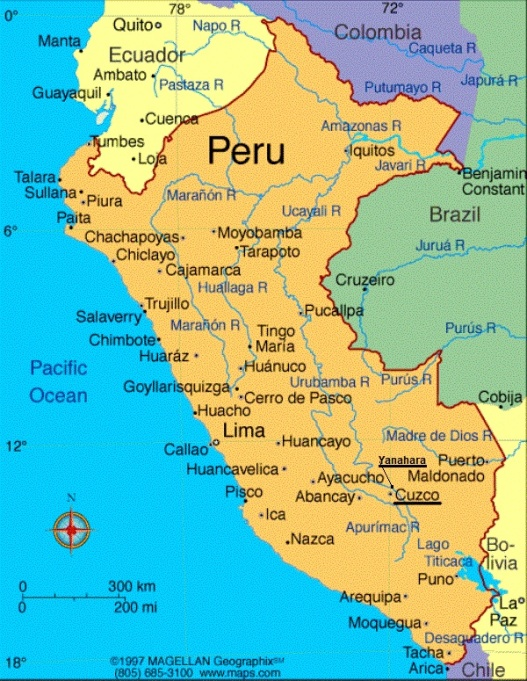 0°
78°
72°
Quito
Napo R
Colombia
Manta
Ecuador
Caqueta R
Ambato
Pastaza R
Putumayo R
Japurá R
Guayaquil
Cuenca
Amazonas R
Tumbes
Loja
Peru
Iquitos
Javari R
Talara
Benjamin
Constant
Sullana
Marañón R
Piura
Ucayali R
Brazil
Paita
6°
Chachapoyas
Moyobamba
Juruá R
Chiclayo
Tarapoto
Cajamarca
Cruzeiro
Huallaga R
Trujillo
Pucallpa
Salaverry
Marañón R
Tingo
María
Purús R
Chimbote
Huaráz
Pacific
Ocean
Huánuco
Goyllarisquizga
Urubamba R
Purús R
Cerro de Pasco
Cobija
Huacho
Lima
12°
Callao
Huancayo
Madre de Dios R
Yanahara
Puerto
Maldonado
Huancavelica
Ayacucho
Pisco
Abancay
Cuzco
Ica
Apurímac R
N
Nazca
Lago
Titicaca
Bo-
livia
Puno
0
300 km
200 mi
Arequipa
La
Paz
Moquegua
Desaguadero R
18°
©1997 MAGELLAN Geographix℠
(805) 685-3100 www.maps.com
Tacha
Arica
Chile